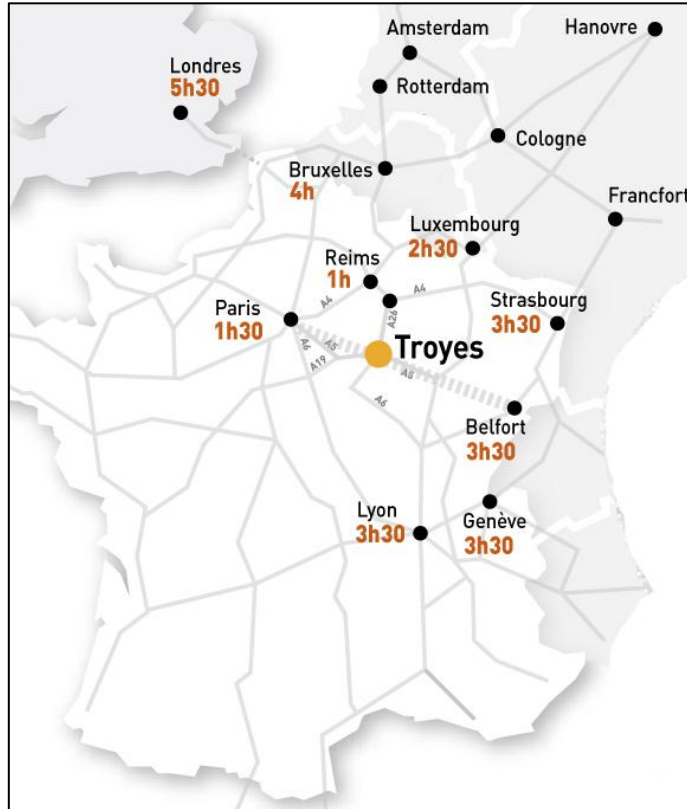 Amsterdam
Hanovre
Londres
5h30
Rotterdam
Cologne
Bruxelles
4h
Francfort
Luxembourg
2h30
Reims
1h
A4
A4
Paris
1h30
A26
Strasbourg
3h30
A6
A5
A19
Troyes
A5
A6
Belfort
3h30
Lyon
3h30
Genève
3h30